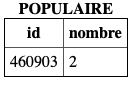 POPULAIRE
id nombre
460903 2